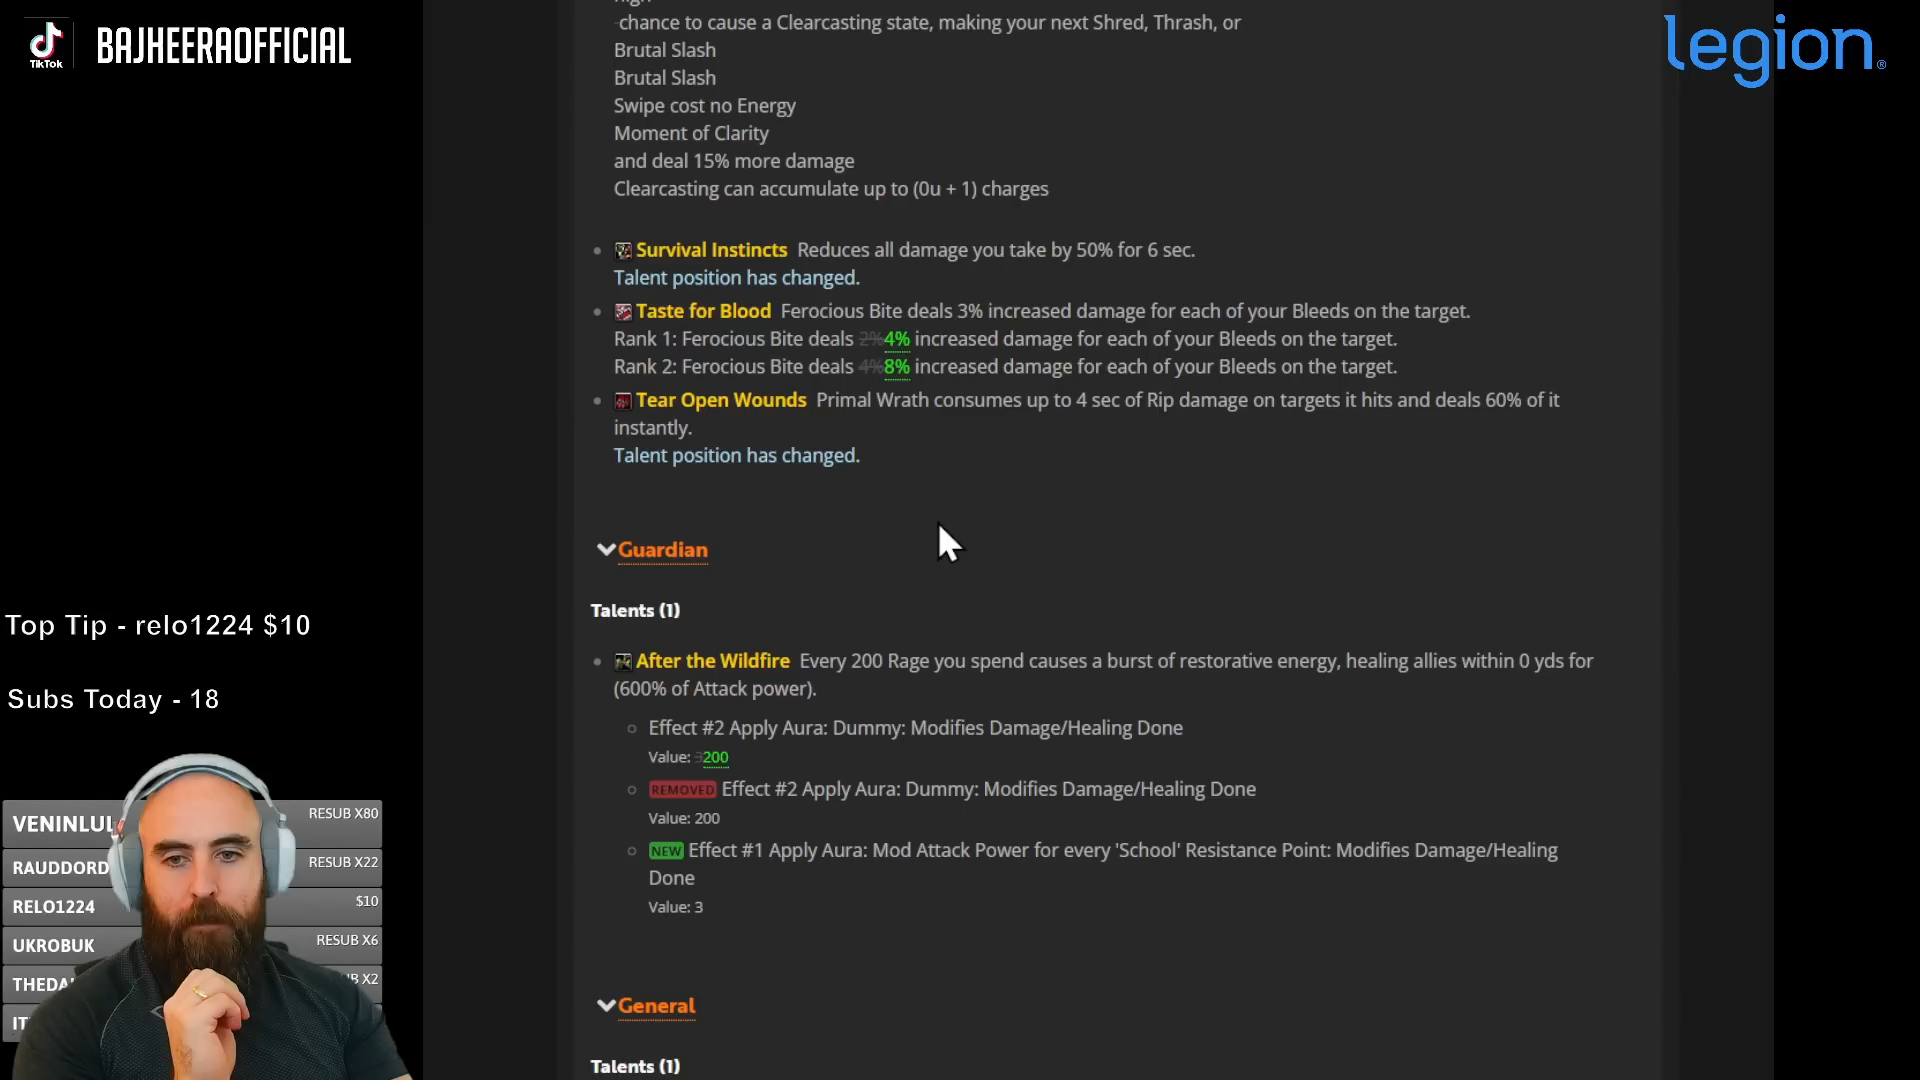 TikTok
BAJHEERAOFFICIAL
legion
high
-chance to cause a Clearcasting state, making your next Shred, Thrash, or
Brutal Slash
Brutal Slash
Swipe cost no Energy
Moment of Clarity
and deal 15% more damage
Clearcasting can accumulate up to (0u + 1) charges
Survival Instincts Reduces all damage you take by 50% for 6 sec.
Talent position has changed.
Taste for Blood Ferocious Bite deals 3% increased damage for each of your Bleeds on the target.
Rank 1: Ferocious Bite deals 2%4% increased damage for each of your Bleeds on the target.
Rank 2: Ferocious Bite deals 4%8% increased damage for each of your Bleeds on the target.
Tear Open Wounds Primal Wrath consumes up to 4 sec of Rip damage on targets it hits and deals 60% of it
instantly.
Talent position has changed.
Guardian
Talents (1)
After the Wildfire Every 200 Rage you spend causes a burst of restorative energy, healing allies within 0 yds for
(600% of Attack power).
Effect #2 Apply Aura: Dummy: Modifies Damage/Healing Done
Value: 3200
REMOVED Effect #2 Apply Aura: Dummy: Modifies Damage/Healing Done
Value: 200
NEW Effect #1 Apply Aura: Mod Attack Power for every 'School' Resistance Point: Modifies Damage/Healing
Done
Value: 3
General
Talents (1)
Top Tip - relo1224 $10
Subs Today - 18
VENINLUL RESUB X80
RAUDDORD RESUB X22
RELO1224 $10
UKROBUK RESUB X6
THEDA X2
IT